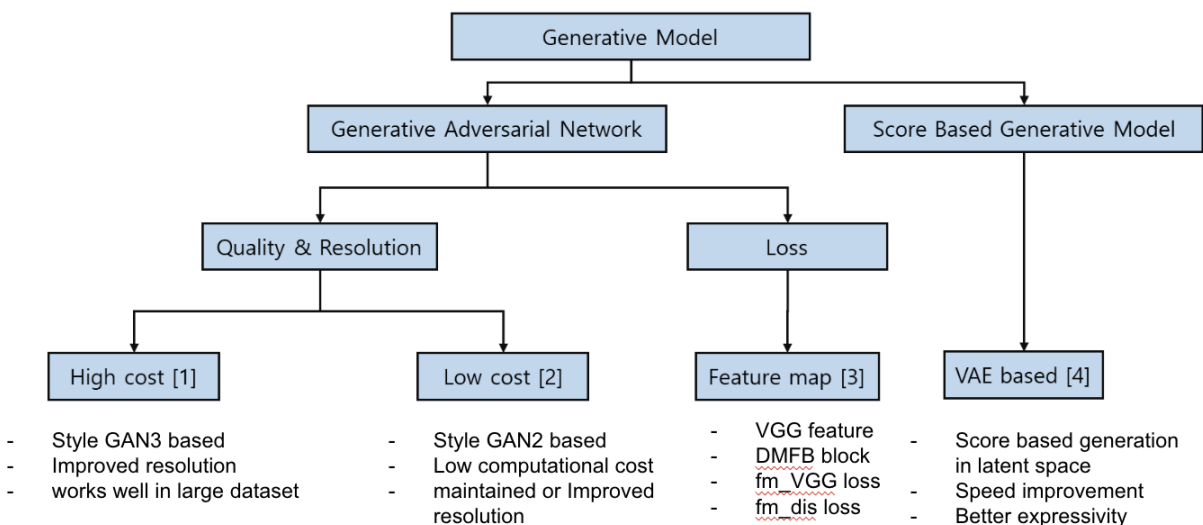 Generative Model
Generative Adversarial Network
Score Based Generative Model
Quality & Resolution
Loss
High cost [1]
Low cost [2]
Feature map [3]
VAE based [4]
- Style GAN3 based
- Improved resolution
- works well in large dataset
- Style GAN2 based
- Low computational cost
- maintained or Improved
resolution
- VGG feature
- DMFB block
- fm_VGG loss
- fm_dis loss
- Score based generation
in latent space
- Speed improvement
- Better expressivity